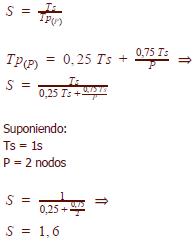 S = Ts / Tp(P)
Tp(P) = 0,25 Ts + 0,75 Ts / P ⇒
S = Ts / (0,25 Ts + 0,75 Ts / P)
Suponiendo:
Ts = 1s
P = 2 nodos
S = 1 / (0,25 + 0,75 / 2) ⇒
S = 1,6